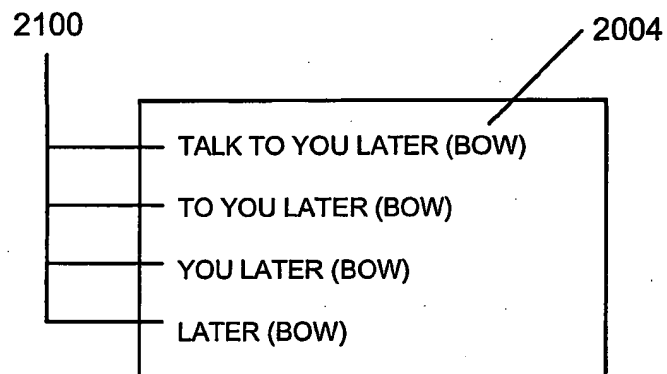 2100
2004
TALK TO YOU LATER (BOW)
TO YOU LATER (BOW)
YOU LATER (BOW)
LATER (BOW)